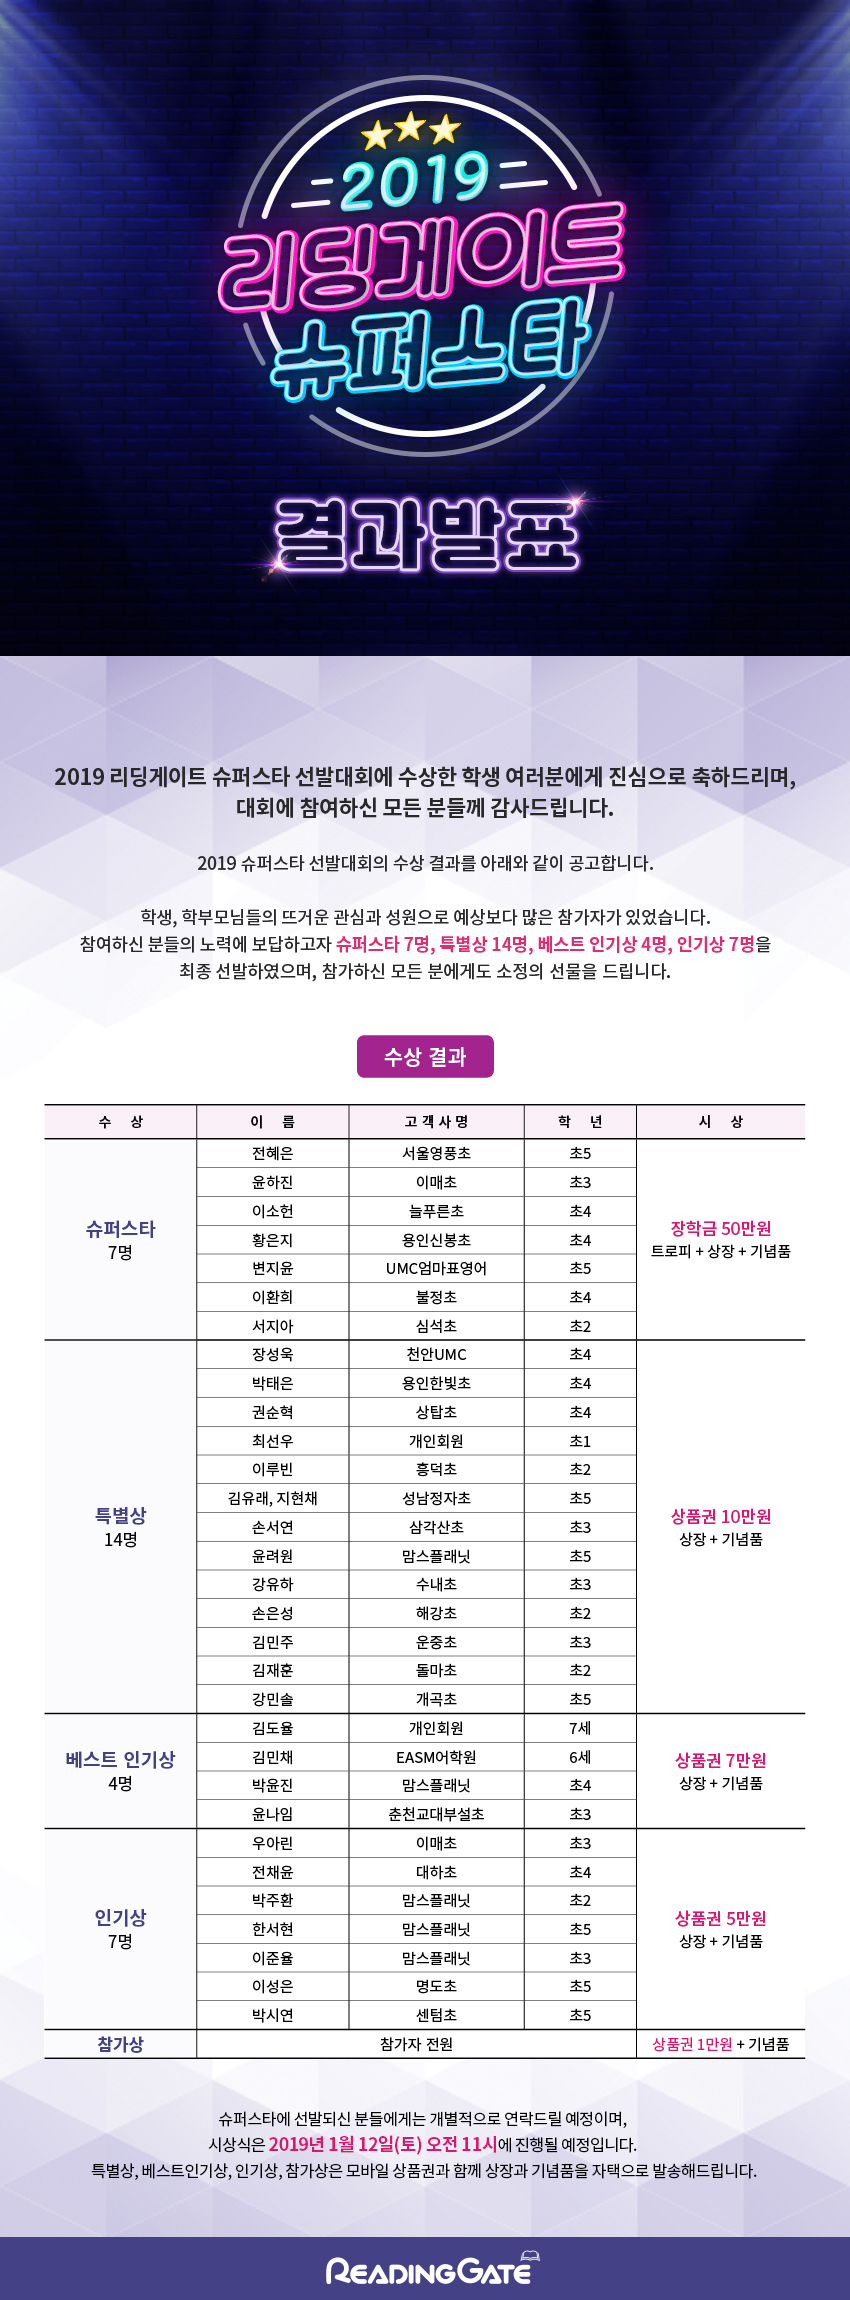 2019
리딩게이트
슈퍼스타
결과발표
2019 리딩게이트 슈퍼스타 선발대회에 수상한 학생 여러분에게 진심으로 축하드리며,
대회에 참여하신 모든 분들께 감사드립니다.
2019 슈퍼스타 선발대회의 수상 결과를 아래와 같이 공고합니다.
학생, 학부모님들의 뜨거운 관심과 성원으로 예상보다 많은 참가자가 있었습니다.
참여하신 분들의 노력에 보답하고자 슈퍼스타 7명, 특별상 14명, 베스트 인기상 4명, 인기상 7명을
최종 선발하였으며, 참가하신 모든 분에게도 소정의 선물을 드립니다.
수상 결과
수 상 이 름 고객사명 학 년 시 상
슈퍼스타
7명
전혜은 서울영풍초 초5
윤하진 이매초 초3
이소헌 늘푸른초 초4
황은지 용인신봉초 초4
변지윤 UMC엄마표영어 초5
이환희 불정초 초4
서지아 심석초 초2
장학금 50만원
트로피 + 상장 + 기념품
특별상
14명
장성욱 천안UMC 초4
박태은 용인한빛초 초4
권순혁 상탑초 초4
최선우 개인회원 초1
이루빈 흥덕초 초2
김유래, 지현채 성남정자초 초5
손서연 삼각산초 초3
윤려원 맘스플래닛 초5
강유하 수내초 초3
손은성 해강초 초2
김민주 운중초 초3
김재훈 돌마초 초2
강민솔 개곡초 초5
상품권 10만원
상장 + 기념품
베스트 인기상
4명
김도율 개인회원 7세
김민채 EASM어학원 6세
박윤진 맘스플래닛 초4
윤나임 춘천교대부설초 초3
상품권 7만원
상장 + 기념품
인기상
7명
우아린 이매초 초3
전채윤 대하초 초4
박주환 맘스플래닛 초2
한서현 맘스플래닛 초5
이준율 맘스플래닛 초3
이성은 명도초 초5
박시연 센텀초 초5
상품권 5만원
상장 + 기념품
참가상 참가자 전원 상품권 1만원 + 기념품
슈퍼스타에 선발되신 분들에게는 개별적으로 연락드릴 예정이며,
시상식은 2019년 1월 12일(토) 오전 11시에 진행될 예정입니다.
특별상, 베스트인기상, 인기상, 참가상은 모바일 상품권과 함께 상장과 기념품을 자택으로 발송해드립니다.
READINGGATE